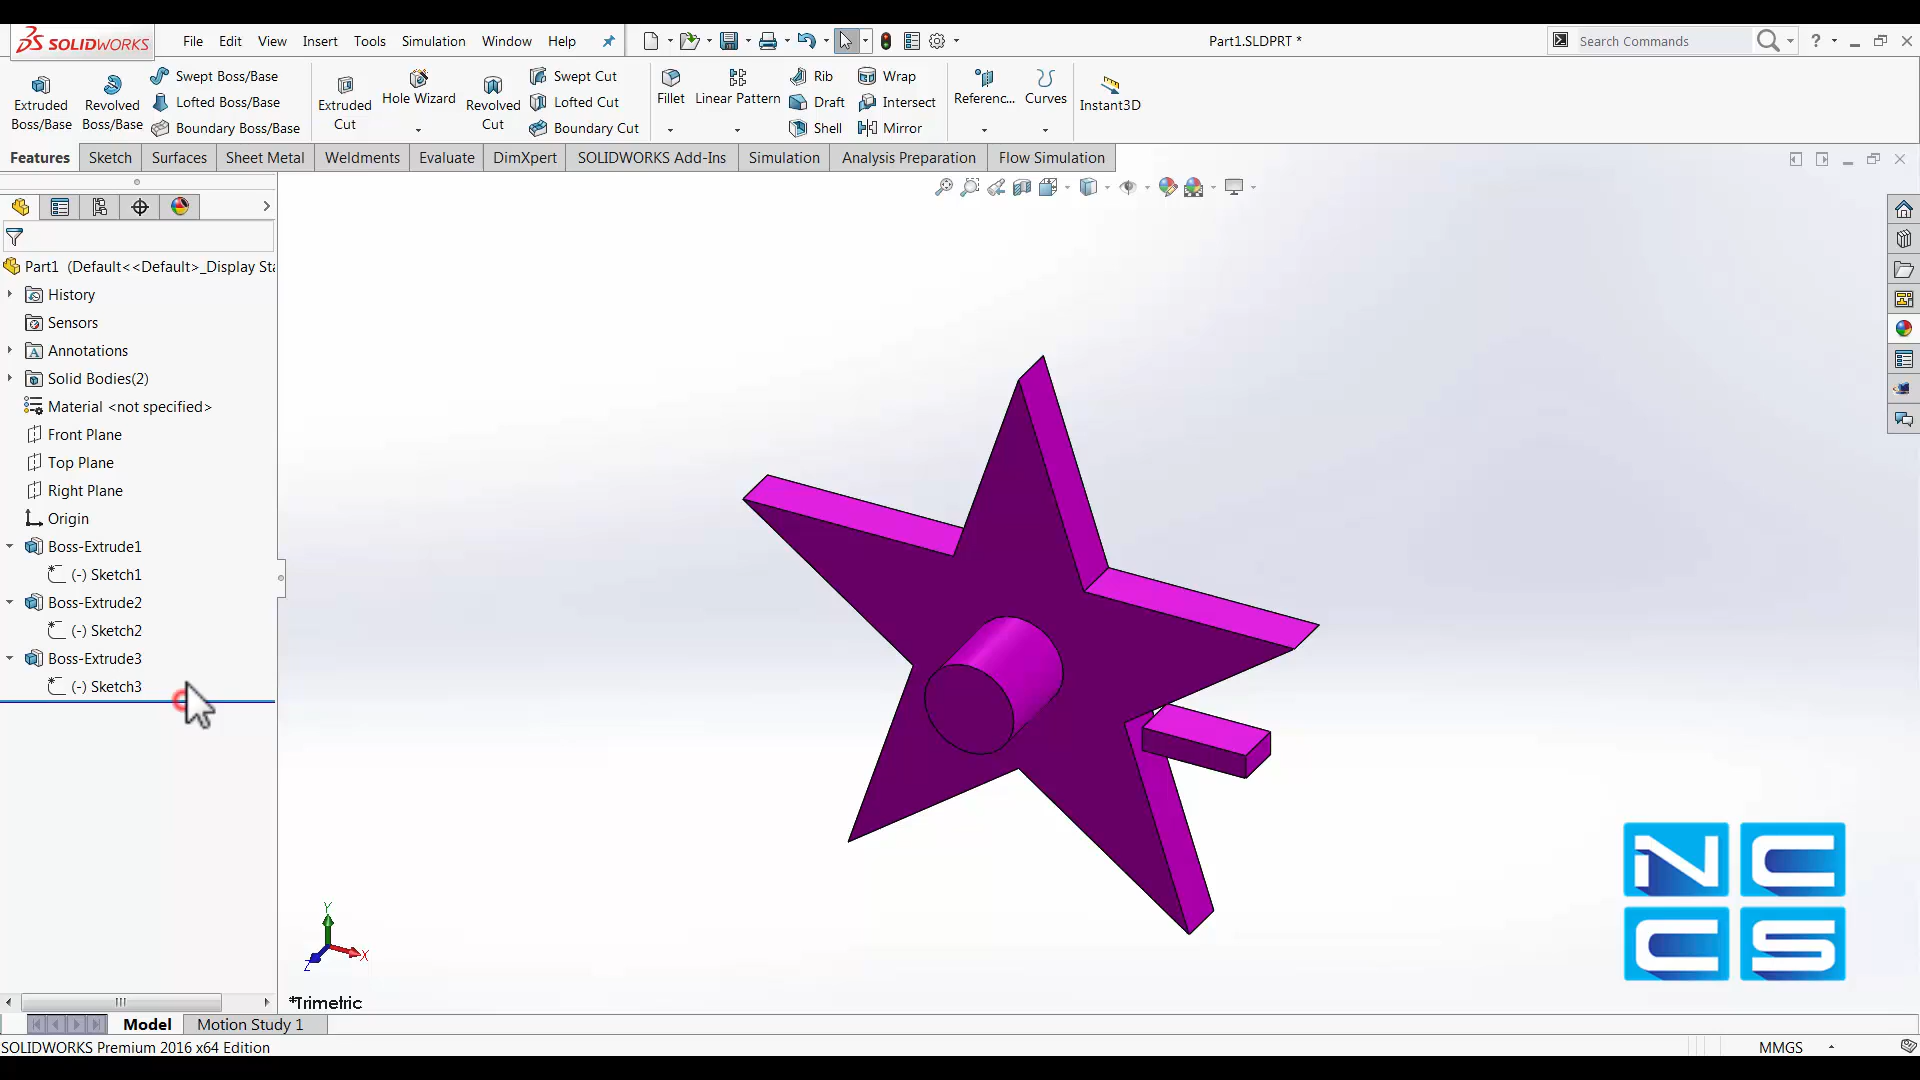 SOLIDWORKS File Edit View Insert Tools Simulation Window Help Part1.SLDPRT * Search Commands ?
Extruded Boss/Base
Revolved Boss/Base
Swept Boss/Base
Lofted Boss/Base
Boundary Boss/Base
Extruded Cut
Hole Wizard
Revolved Cut
Swept Cut
Lofted Cut
Boundary Cut
Fillet
Linear Pattern
Rib
Draft
Shell
Wrap
Intersect
Mirror
Referenc...
Curves
Instant3D
Features Sketch Surfaces Sheet Metal Weldments Evaluate DimXpert SOLIDWORKS Add-Ins Simulation Analysis Preparation Flow Simulation
Part1 (Default<<Default>_Display Sta
History
Sensors
Annotations
Solid Bodies(2)
Material <not specified>
Front Plane
Top Plane
Right Plane
Origin
Boss-Extrude1
(-) Sketch1
Boss-Extrude2
(-) Sketch2
Boss-Extrude3
(-) Sketch3
Y
X
Z
*Trimetric
NC
CS
Model Motion Study 1
SOLIDWORKS Premium 2016 x64 Edition MMGS